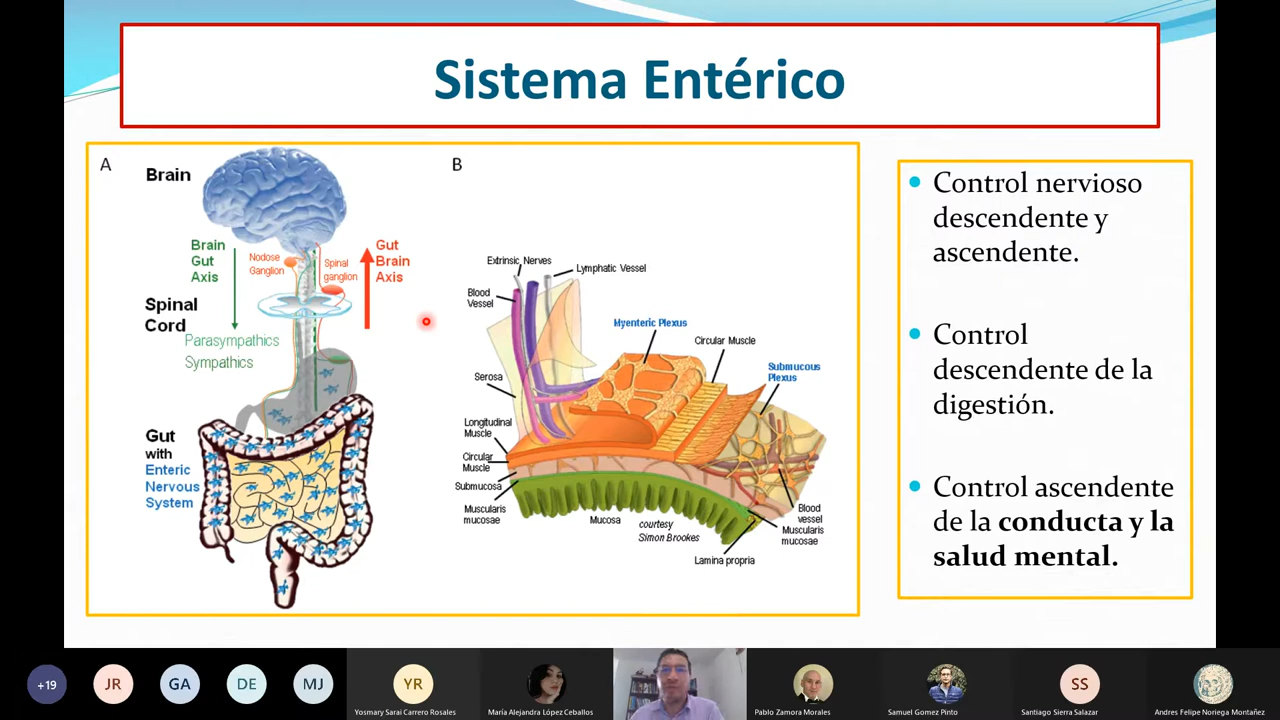 Sistema Entérico
A
Brain
Brain
Gut
Axis
Nodose
Ganglion
Spinal
ganglion
Gut
Brain
Axis
Spinal
Cord
Parasympathics
Sympathics
Gut
with
Enteric
Nervous
System
B
Extrinsic Nerves
Lymphatic Vessel
Blood
Vessel
Myenteric Plexus
Circular Muscle
Submucous
Plexus
Serosa
Longitudinal
Muscle
Circular
Muscle
Submucosa
Muscularis
mucosae
Mucosa
courtesy
Simon Brookes
Blood
vessel
Muscularis
mucosae
Lamina propria
Control nervioso
descendente y
ascendente.
Control
descendente de la
digestión.
Control ascendente
de la conducta y la
salud mental.
+19
JR
GA
DE
MJ
YR
Yosmary Sarai Carrero Rosales
María Alejandra López Ceballos
Pablo Zamora Morales
Samuel Gomez Pinto
SS
Santiago Sierra Salazar
Andres Felipe Noriega Montañez